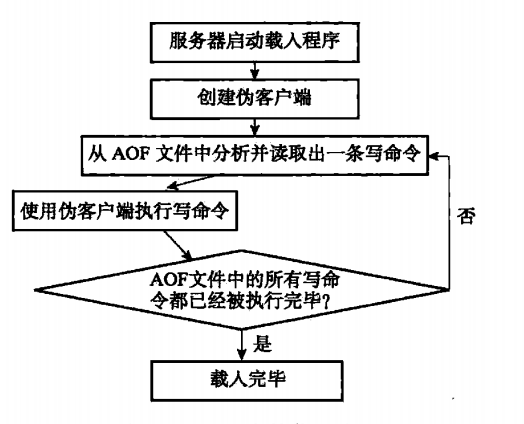 服务器启动载入程序
创建伪客户端
从 AOF 文件中分析并读取出一条写命令
使用伪客户端执行写命令
否
AOF文件中的所有写命
令都已经被执行完毕？
是
载入完毕